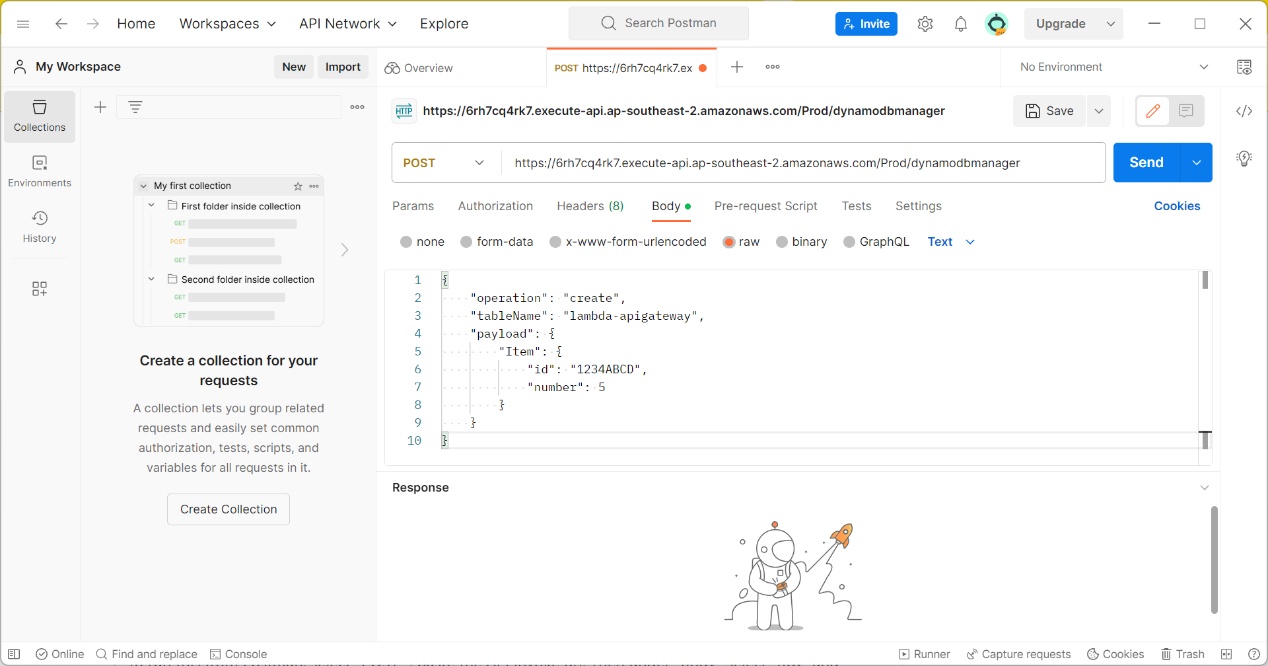 Home Workspaces API Network Explore Search Postman Invite Upgrade
My Workspace New Import Overview POST https://6rh7cq4rk7.ex No Environment
Collections
Environments
History
My first collection
First folder inside collection
GET
POST
GET
Second folder inside collection
GET
GET
Create a collection for your
requests
A collection lets you group related
requests and easily set common
authorization, tests, scripts, and
variables for all requests in it.
Create Collection
HTTP https://6rh7cq4rk7.execute-api.ap-southeast-2.amazonaws.com/Prod/dynamodbmanager Save
POST https://6rh7cq4rk7.execute-api.ap-southeast-2.amazonaws.com/Prod/dynamodbmanager Send
Params Authorization Headers (8) Body Pre-request Script Tests Settings Cookies
none form-data x-www-form-urlencoded raw binary GraphQL Text
1 {
2 "operation": "create",
3 "tableName": "lambda-apigateway",
4 "payload": {
5 "Item": {
6 "id": "1234ABCD",
7 "number": 5
8 }
9 }
10 }
Response
Online Find and replace Console Runner Capture requests Cookies Trash